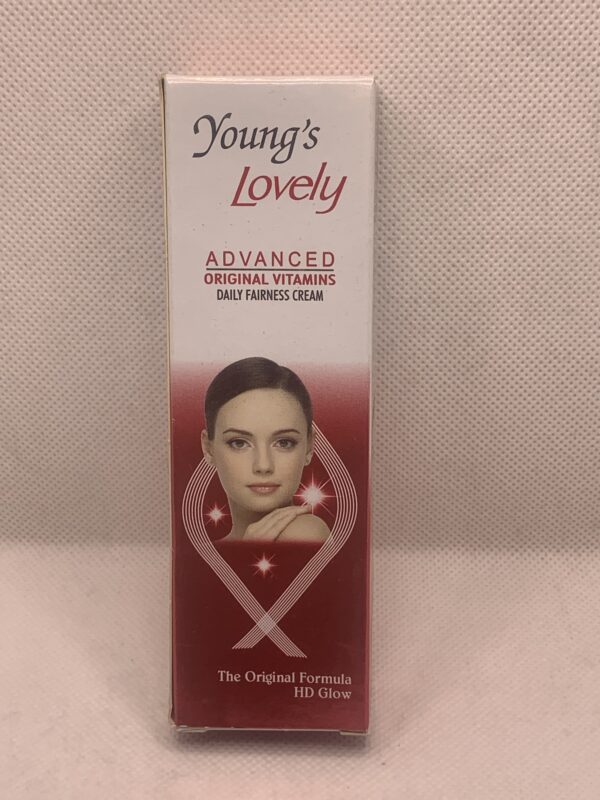 Young's
Lovely
ADVANCED
ORIGINAL VITAMINS
DAILY FAIRNESS CREAM
The Original Formula
HD Glow